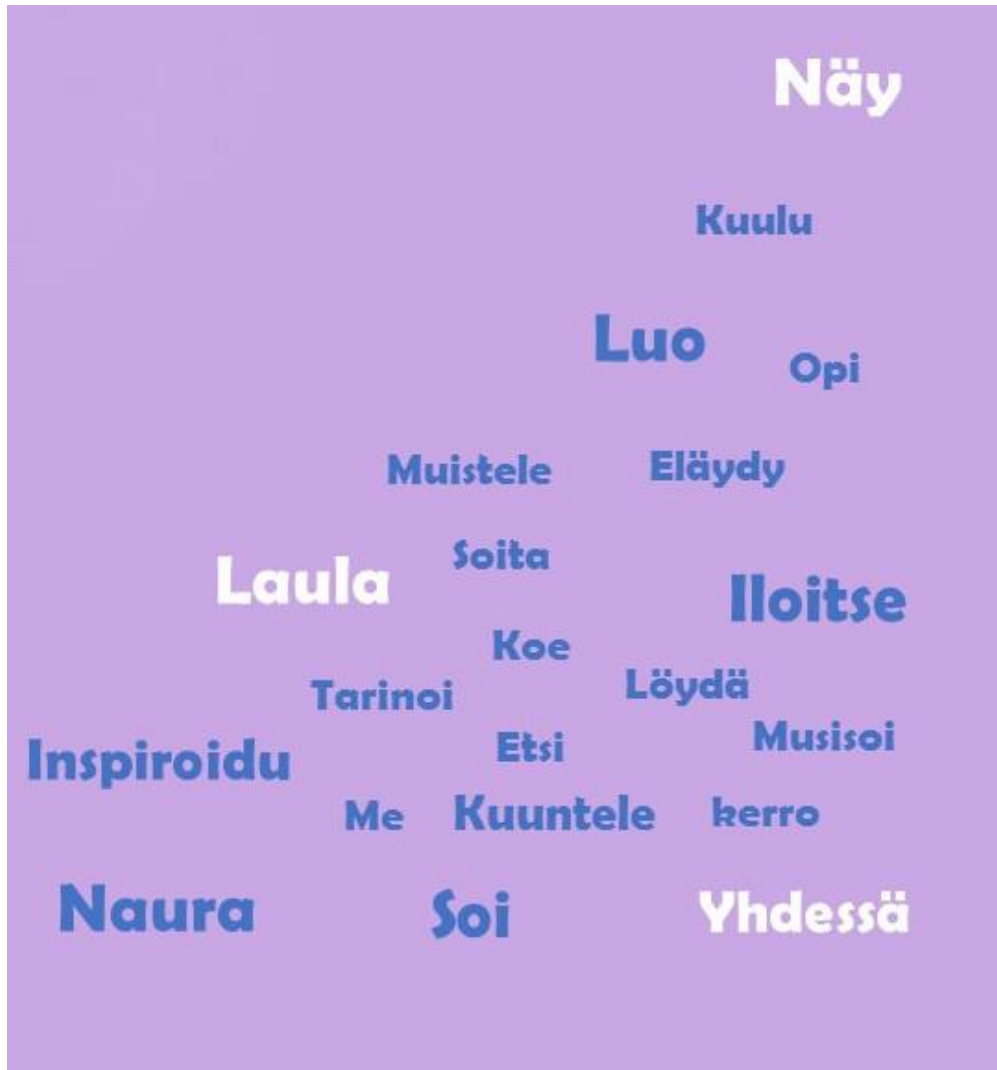 Näy
Kuulu
Luo
Opi
Muistele
Eläydy
Soita
Laula
Iloitse
Koe
Löydä
Tarinoi
Etsi
Musisoi
Inspiroidu
Me
Kuuntele
kerro
Naura
Soi
Yhdessä